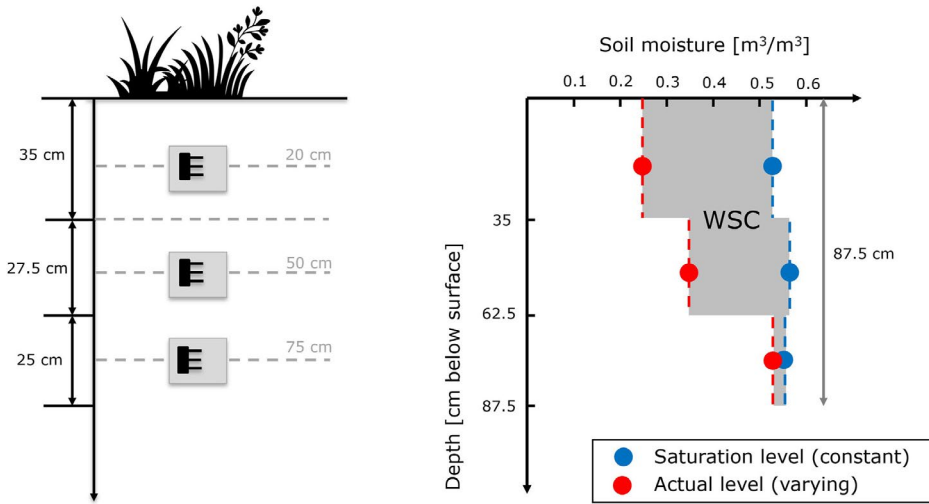 35 cm
27.5 cm
25 cm
20 cm
50 cm
75 cm
Soil moisture [m³/m³]
0.1 0.2 0.3 0.4 0.5 0.6
Depth [cm below surface]
35
62.5
87.5
WSC
87.5 cm
Saturation level (constant)
Actual level (varying)